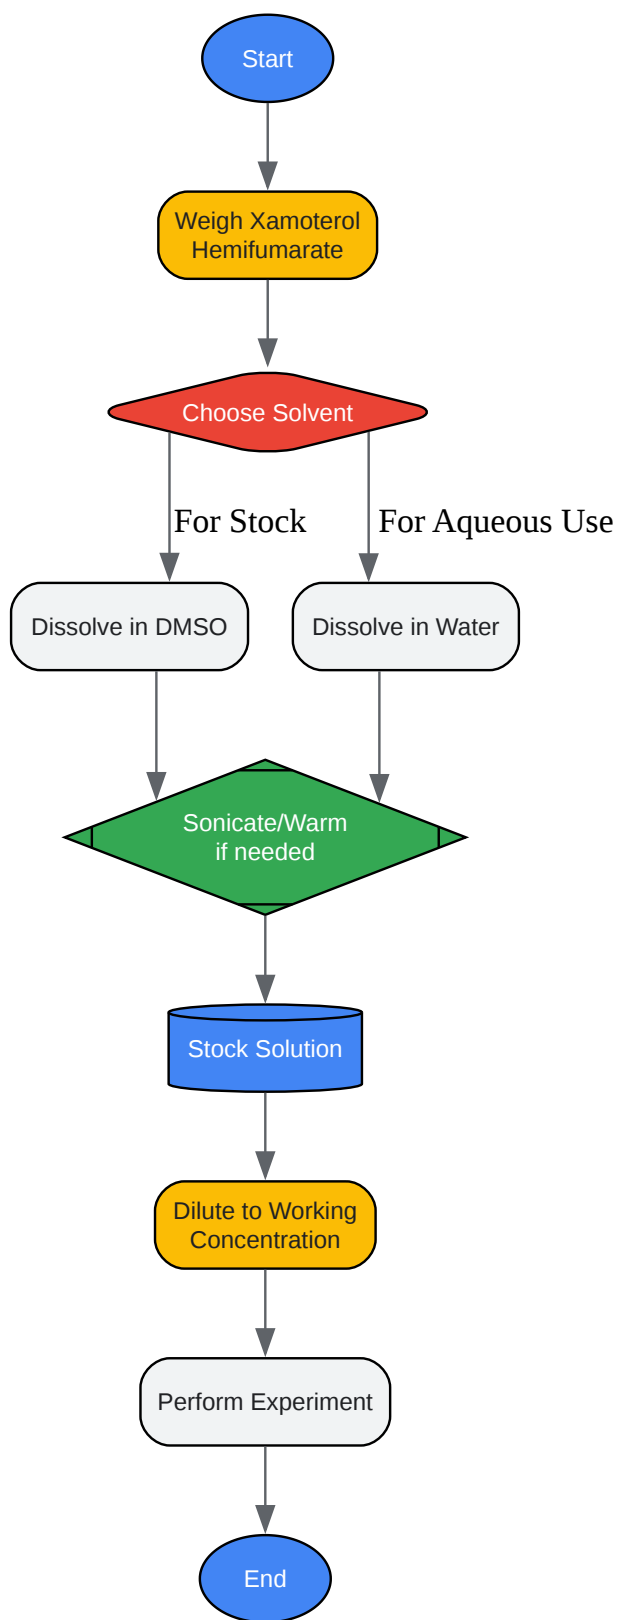 Start
Weigh Xamoterol
Hemifumarate
Choose Solvent
For Stock
For Aqueous Use
Dissolve in DMSO
Dissolve in Water
Sonicate/Warm
if needed
Stock Solution
Dilute to Working
Concentration
Perform Experiment
End